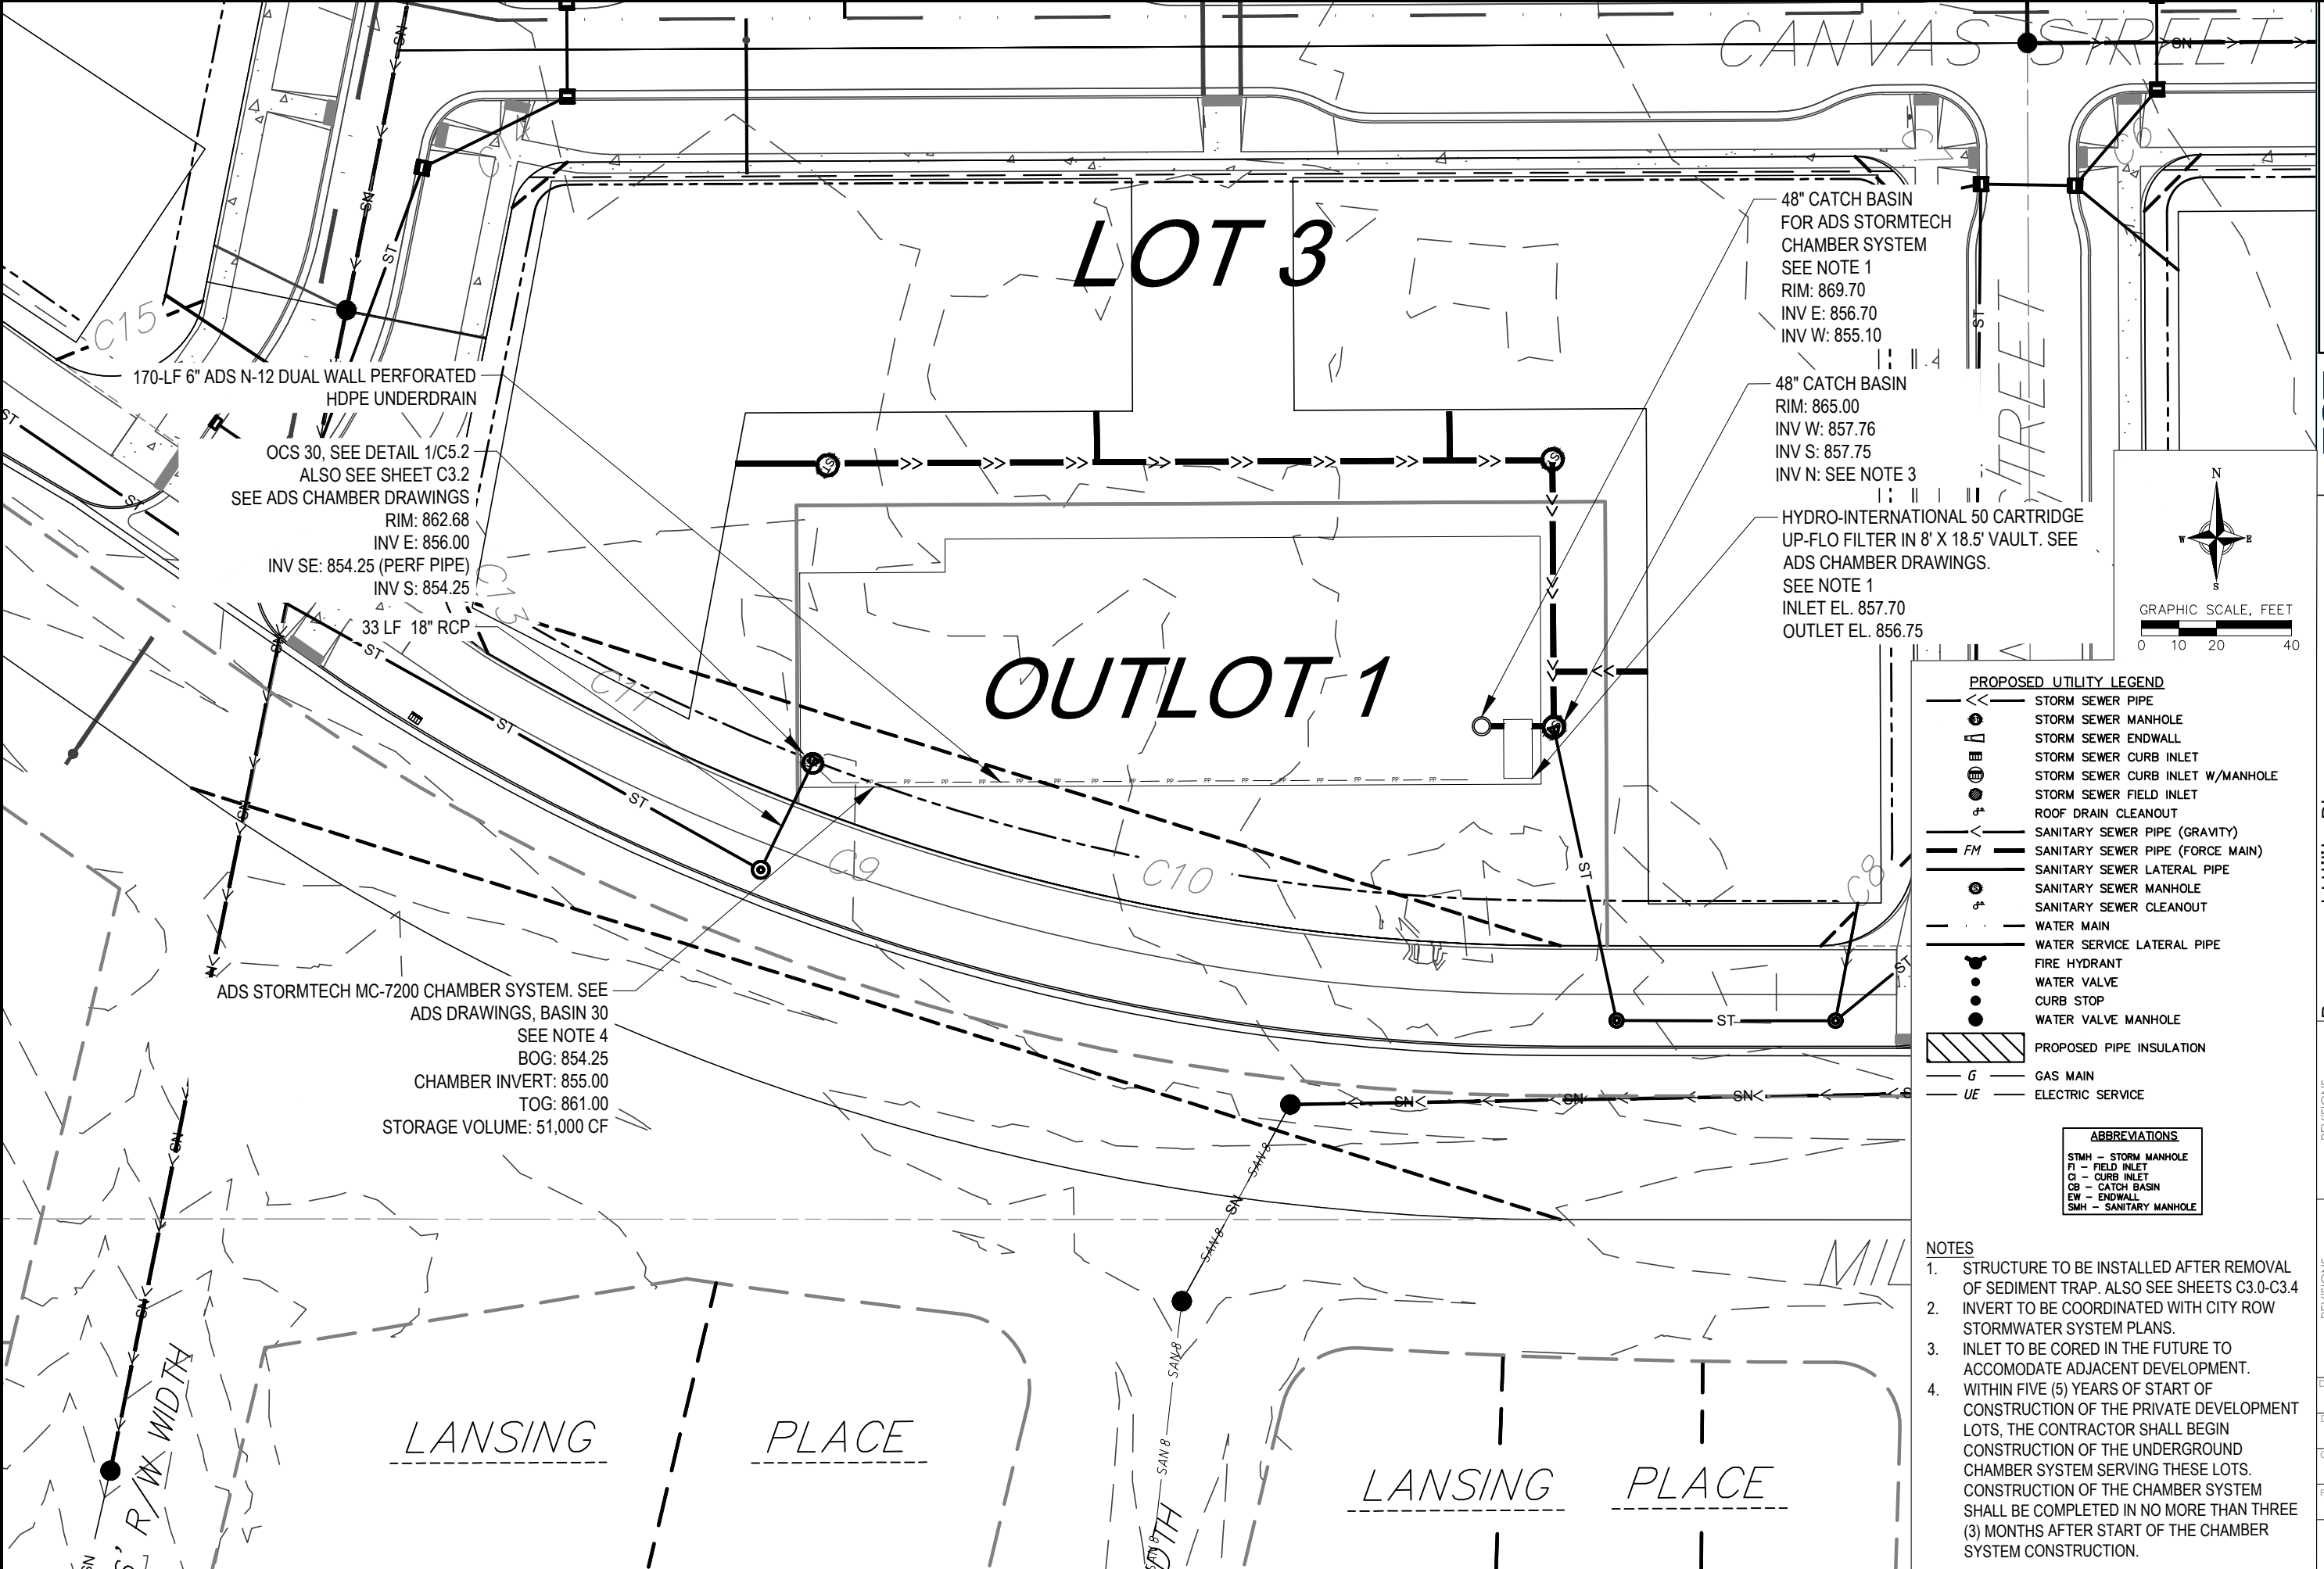 CANVAS STREET
LOT 3
48" CATCH BASIN
FOR ADS STORMTECH
CHAMBER SYSTEM
SEE NOTE 1
RIM: 869.70
INV E: 856.70
INV W: 855.10
C15
170-LF 6" ADS N-12 DUAL WALL PERFORATED
HDPE UNDERDRAIN
48" CATCH BASIN
RIM: 865.00
INV W: 857.76
INV S: 857.75
INV N: SEE NOTE 3
STREET
OCS 30, SEE DETAIL 1/C5.2
ALSO SEE SHEET C3.2
SEE ADS CHAMBER DRAWINGS
RIM: 862.68
INV E: 856.00
INV SE: 854.25 (PERF PIPE)
INV S: 854.25
33 LF 18" RCP
HYDRO-INTERNATIONAL 50 CARTRIDGE
UP-FLO FILTER IN 8' X 18.5' VAULT. SEE
ADS CHAMBER DRAWINGS.
SEE NOTE 1
INLET EL. 857.70
OUTLET EL. 856.75
N
W E
S
GRAPHIC SCALE, FEET
0 10 20 40
C13
C11
OUTLOT 1
C9
C10
C8
ST
ST
ST
ST
ST
ST
SN
SN
SN
PROPOSED UTILITY LEGEND
STORM SEWER PIPE
STORM SEWER MANHOLE
STORM SEWER ENDWALL
STORM SEWER CURB INLET
STORM SEWER CURB INLET W/MANHOLE
STORM SEWER FIELD INLET
ROOF DRAIN CLEANOUT
SANITARY SEWER PIPE (GRAVITY)
FM SANITARY SEWER PIPE (FORCE MAIN)
SANITARY SEWER LATERAL PIPE
SANITARY SEWER MANHOLE
SANITARY SEWER CLEANOUT
WATER MAIN
WATER SERVICE LATERAL PIPE
FIRE HYDRANT
WATER VALVE
CURB STOP
WATER VALVE MANHOLE
PROPOSED PIPE INSULATION
G GAS MAIN
UE ELECTRIC SERVICE
ADS STORMTECH MC-7200 CHAMBER SYSTEM. SEE
ADS DRAWINGS, BASIN 30
SEE NOTE 4
BOG: 854.25
CHAMBER INVERT: 855.00
TOG: 861.00
STORAGE VOLUME: 51,000 CF
SAN 8
SN
SAN 8
SAN 8
SAN 8
ABBREVIATIONS
STMH – STORM MANHOLE
FI – FIELD INLET
CI – CURB INLET
CB – CATCH BASIN
EW – ENDWALL
SMH – SANITARY MANHOLE
MIL
R/W WIDTH
LANSING PLACE
LANSING PLACE
NOTES
1. STRUCTURE TO BE INSTALLED AFTER REMOVAL
OF SEDIMENT TRAP. ALSO SEE SHEETS C3.0-C3.4
2. INVERT TO BE COORDINATED WITH CITY ROW
STORMWATER SYSTEM PLANS.
3. INLET TO BE CORED IN THE FUTURE TO
ACCOMODATE ADJACENT DEVELOPMENT.
4. WITHIN FIVE (5) YEARS OF START OF
CONSTRUCTION OF THE PRIVATE DEVELOPMENT
LOTS, THE CONTRACTOR SHALL BEGIN
CONSTRUCTION OF THE UNDERGROUND
CHAMBER SYSTEM SERVING THESE LOTS.
CONSTRUCTION OF THE CHAMBER SYSTEM
SHALL BE COMPLETED IN NO MORE THAN THREE
(3) MONTHS AFTER START OF THE CHAMBER
SYSTEM CONSTRUCTION.